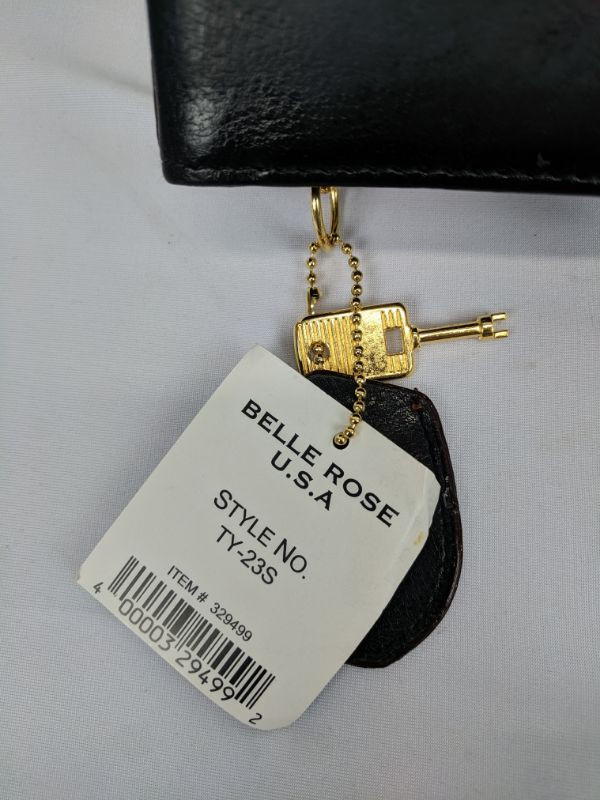 BELLE ROSE
U.S.A
STYLE NO.
TY-23S
ITEM # 329499
4 00003 29499 2